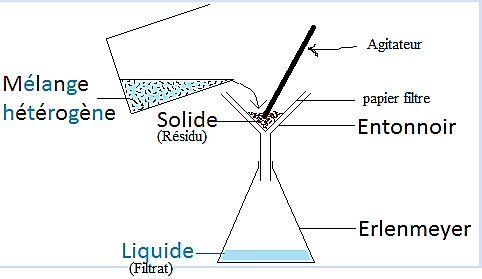 Agitateur
Mélange
hétérogène
papier filtre
Solide
(Résidu)
Entonnoir
Erlenmeyer
Liquide
(Filtrat)